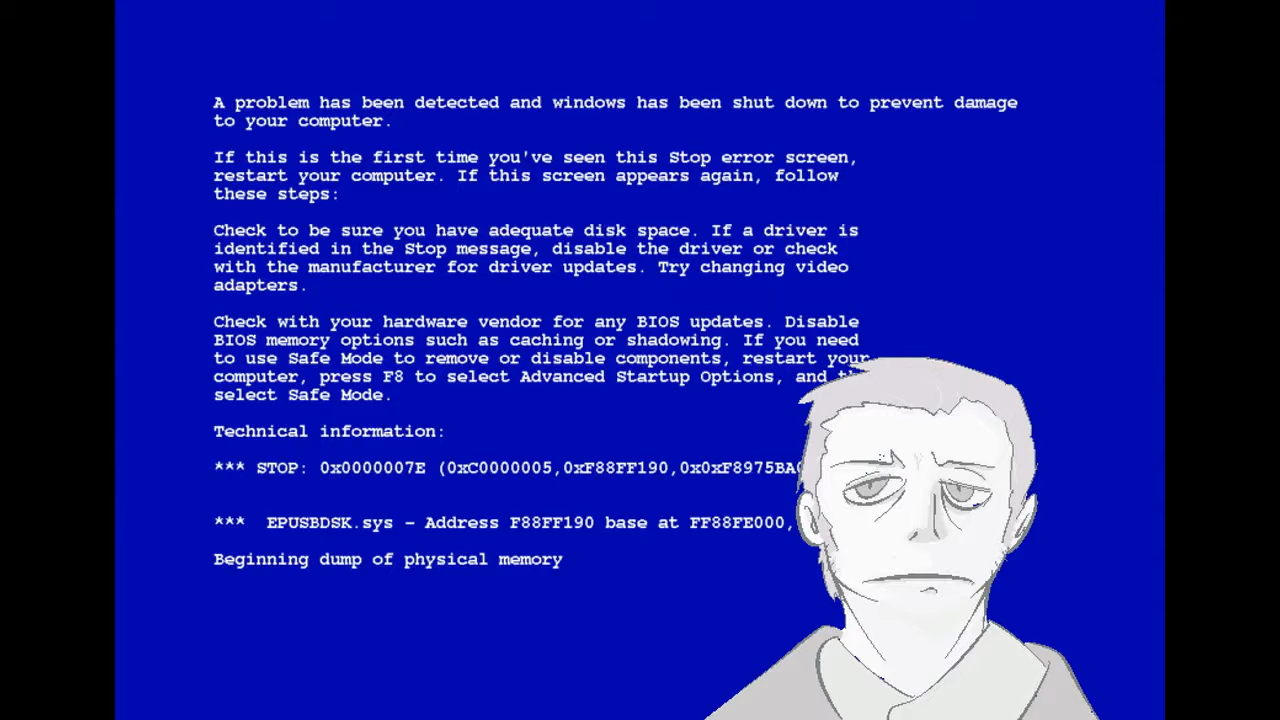 A problem has been detected and windows has been shut down to prevent damage
to your computer.
If this is the first time you've seen this Stop error screen,
restart your computer. If this screen appears again, follow
these steps:
Check to be sure you have adequate disk space. If a driver is
identified in the Stop message, disable the driver or check
with the manufacturer for driver updates. Try changing video
adapters.
Check with your hardware vendor for any BIOS updates. Disable
BIOS memory options such as caching or shadowing. If you need
to use Safe Mode to remove or disable components, restart your
computer, press F8 to select Advanced Startup Options, and
select Safe Mode.
Technical information:
*** STOP: 0x0000007E (0xC0000005,0xF88FF190,0x0xF8975BA
*** EPUSBDSK.sys - Address F88FF190 base at FF88FE000,
Beginning dump of physical memory